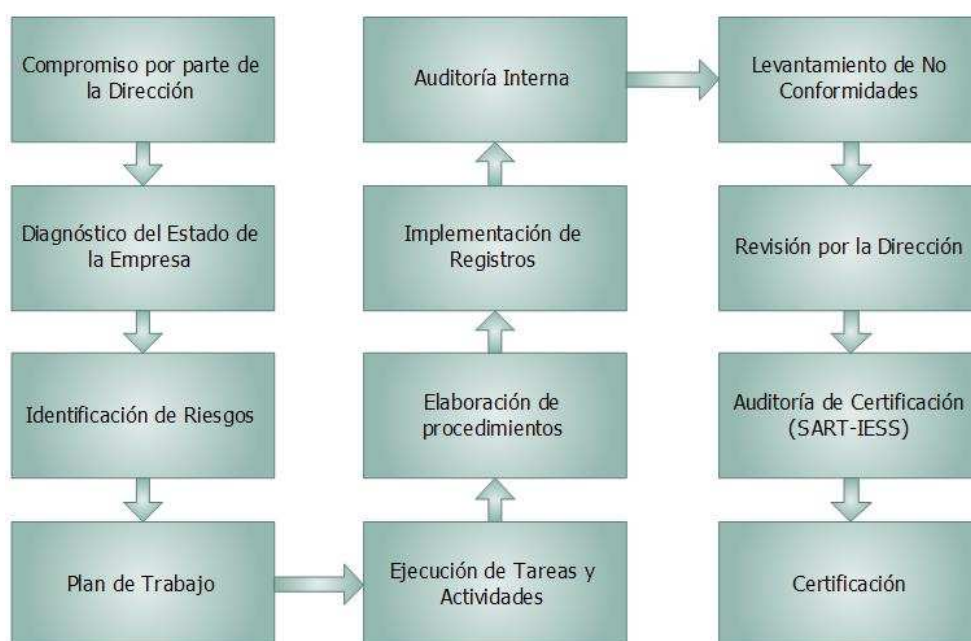 Compromiso por parte de
la Dirección
Diagnóstico del Estado de
la Empresa
Identificación de Riesgos
Plan de Trabajo
Ejecución de Tareas y
Actividades
Elaboración de
procedimientos
Implementación de
Registros
Auditoría Interna
Levantamiento de No
Conformidades
Revisión por la Dirección
Auditoría de Certificación
(SART-IESS)
Certificación